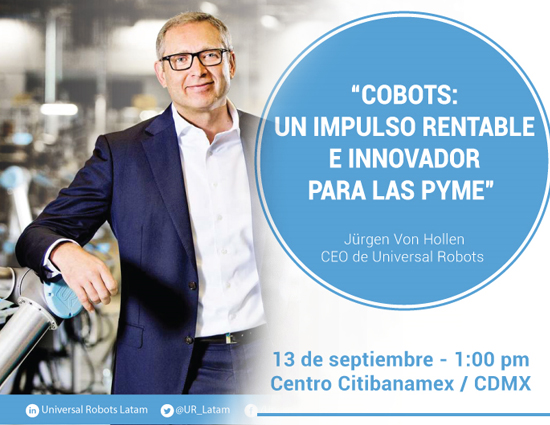 “COBOTS:
UN IMPULSO RENTABLE
E INNOVADOR
PARA LAS PYME”
Jürgen Von Hollen
CEO de Universal Robots
13 de septiembre - 1:00 pm
Centro Citibanamex / CDMX
in Universal Robots Latam @UR_Latam f